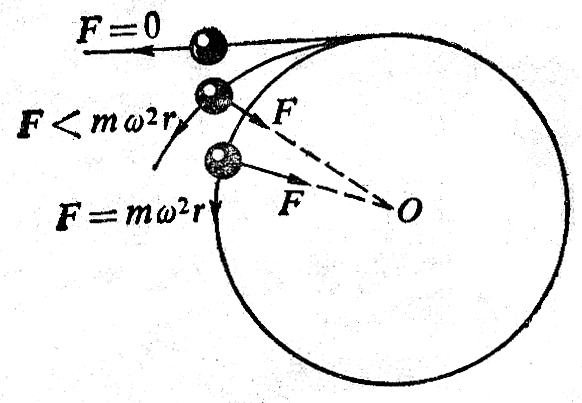 F = 0
F < mω²r
F
F = mω²r
F
O